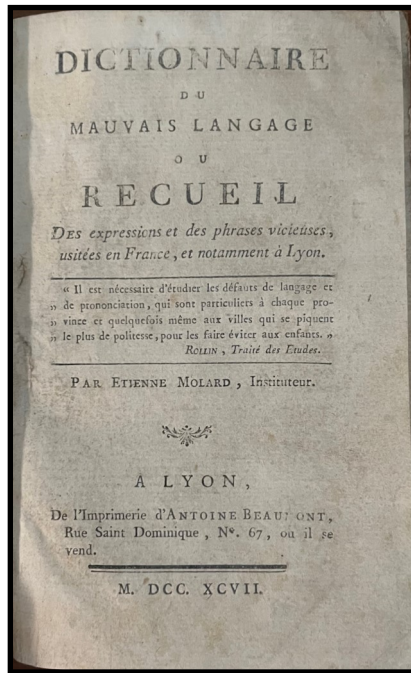 DICTIONNAIRE
DU
MAUVAIS LANGAGE
OU
RECUEIL
DES expressions et des phrases vicieuses,
usitées en France, et notamment à Lyon.
“ Il est nécessaire d'étudier les défauts de langage et
„ de prononciation, qui sont particuliers à chaque pro-
„ vince et quelquefois même aux villes qui se piquent
„ le plus de politesse, pour les faire éviter aux enfants. „
ROLLIN, Traité des Etudes.
PAR ETIENNE MOLARD, Instituteur.
A LYON,
De l'Imprimerie d'ANTOINE BEAUMONT,
Rue Saint Dominique, Nº. 67, où il se
vend.
M. DCC. XCVII.